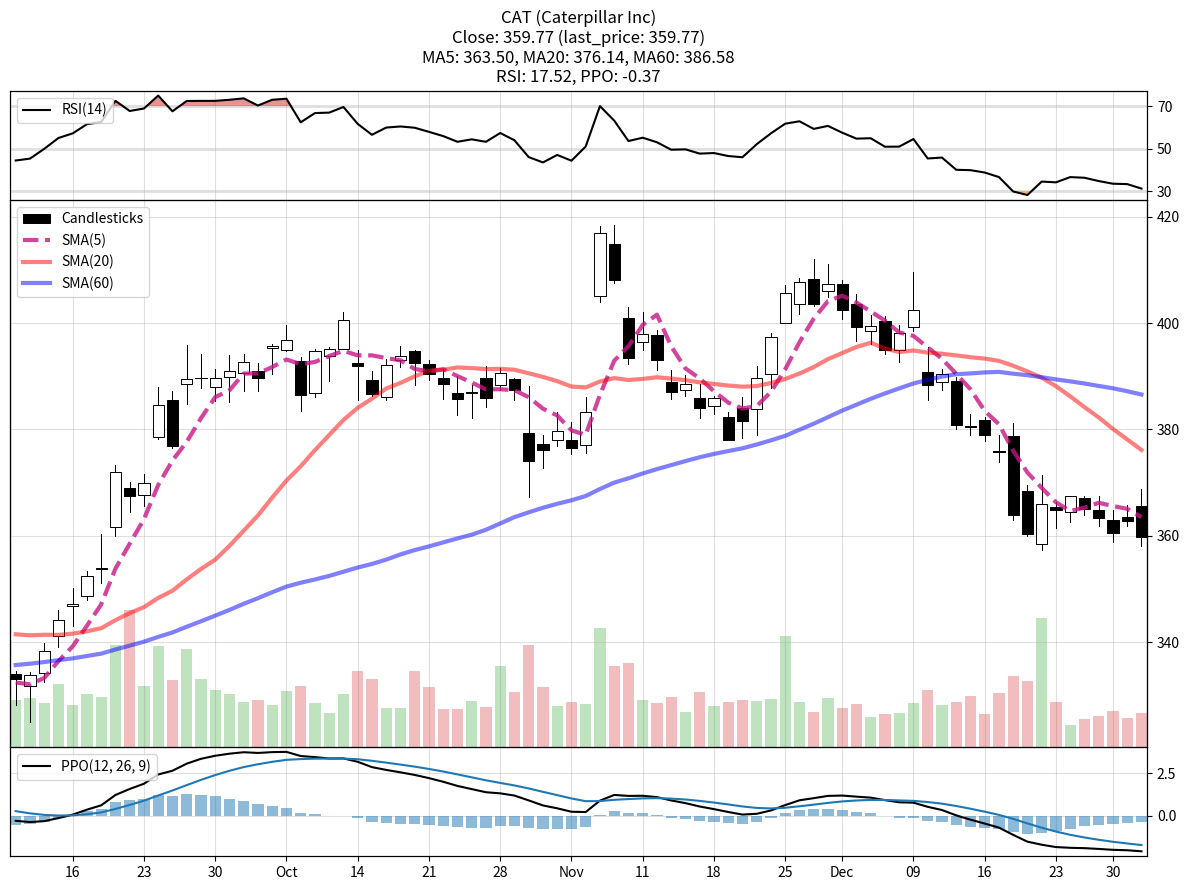 CAT (Caterpillar Inc)
Close: 359.77 (last_price: 359.77)
MA5: 363.50, MA20: 376.14, MA60: 386.58
RSI: 17.52, PPO: -0.37
RSI(14)
70
50
30
Candlesticks
SMA(5)
SMA(20)
SMA(60)
420
400
380
360
340
PPO(12, 26, 9)
2.5
0.0
16 23 30 Oct 14 21 28 Nov 11 18 25 Dec 09 16 23 30